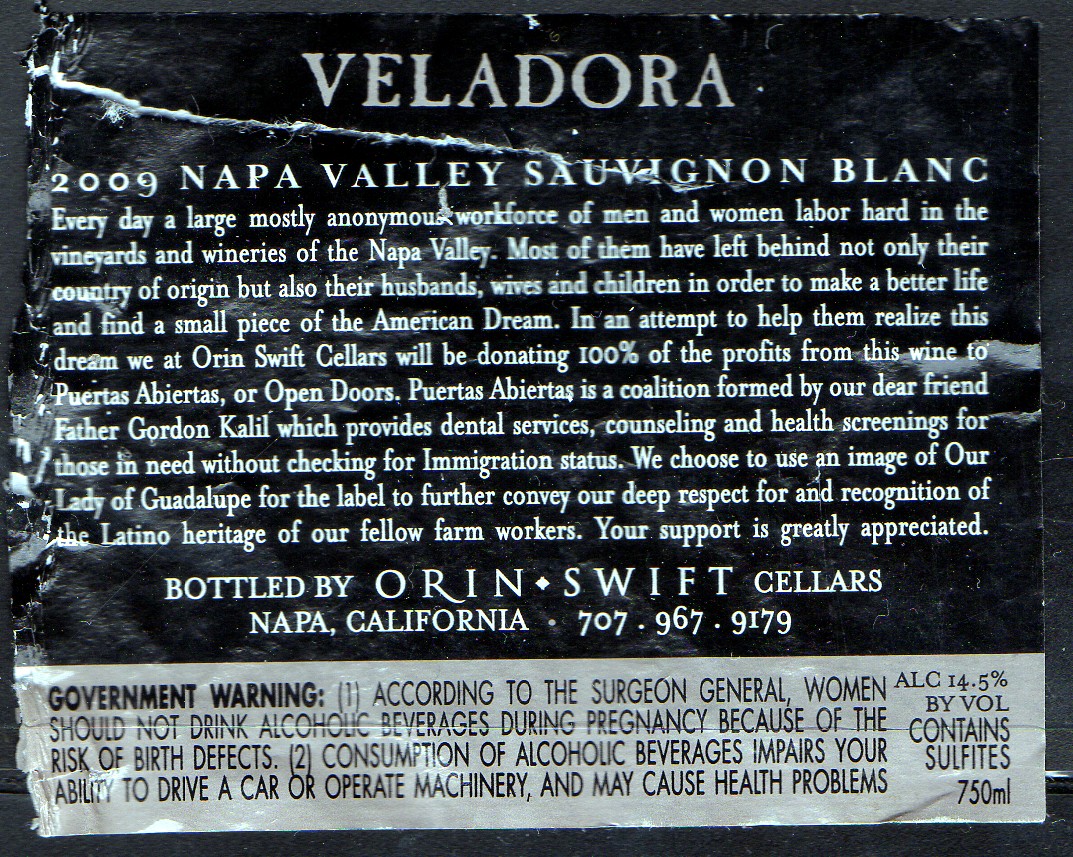 VELADORA
2009 NAPA VALLEY SAUVIGNON BLANC
Every day a large mostly anonymous workforce of men and women labor hard in the
vineyards and wineries of the Napa Valley. Most of them have left behind not only their
country of origin but also their husbands, wives and children in order to make a better life
and find a small piece of the American Dream. In an attempt to help them realize this
dream we at Orin Swift Cellars will be donating 100% of the profits from this wine to
Puertas Abiertas, or Open Doors. Puertas Abiertas is a coalition formed by our dear friend
Father Gordon Kalil which provides dental services, counseling and health screenings for
those in need without checking for Immigration status. We choose to use an image of Our
Lady of Guadalupe for the label to further convey our deep respect for and recognition of
the Latino heritage of our fellow farm workers. Your support is greatly appreciated.
BOTTLED BY ORIN ◆ SWIFT CELLARS
NAPA, CALIFORNIA • 707 . 967 . 9179
GOVERNMENT WARNING: (1) ACCORDING TO THE SURGEON GENERAL, WOMEN
SHOULD NOT DRINK ALCOHOLIC BEVERAGES DURING PREGNANCY BECAUSE OF THE
RISK OF BIRTH DEFECTS. (2) CONSUMPTION OF ALCOHOLIC BEVERAGES IMPAIRS YOUR
ABILITY TO DRIVE A CAR OR OPERATE MACHINERY, AND MAY CAUSE HEALTH PROBLEMS
ALC 14.5%
BY VOL
CONTAINS
SULFITES
750ml